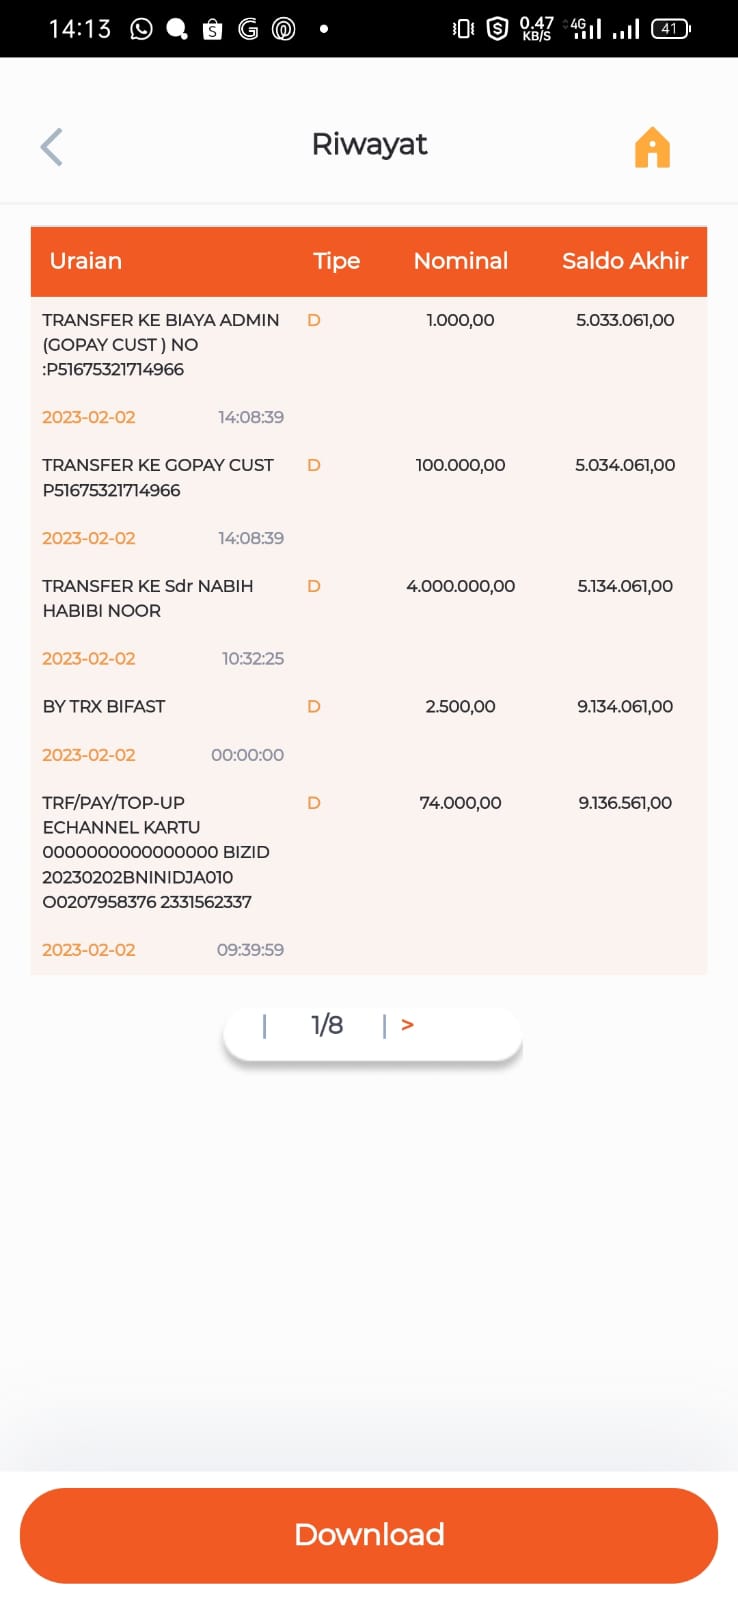 14:13
0.47
KB/S
4G
41
Riwayat
Uraian Tipe Nominal Saldo Akhir
TRANSFER KE BIAYA ADMIN D 1.000,00 5.033.061,00
(GOPAY CUST ) NO
:P51675321714966
2023-02-02 14:08:39
TRANSFER KE GOPAY CUST D 100.000,00 5.034.061,00
P51675321714966
2023-02-02 14:08:39
TRANSFER KE Sdr NABIH D 4.000.000,00 5.134.061,00
HABIBI NOOR
2023-02-02 10:32:25
BY TRX BIFAST D 2.500,00 9.134.061,00
2023-02-02 00:00:00
TRF/PAY/TOP-UP D 74.000,00 9.136.561,00
ECHANNEL KARTU
0000000000000000 BIZID
20230202BNINIDJA010
O0207958376 2331562337
2023-02-02 09:39:59
| 1/8 | >
Download